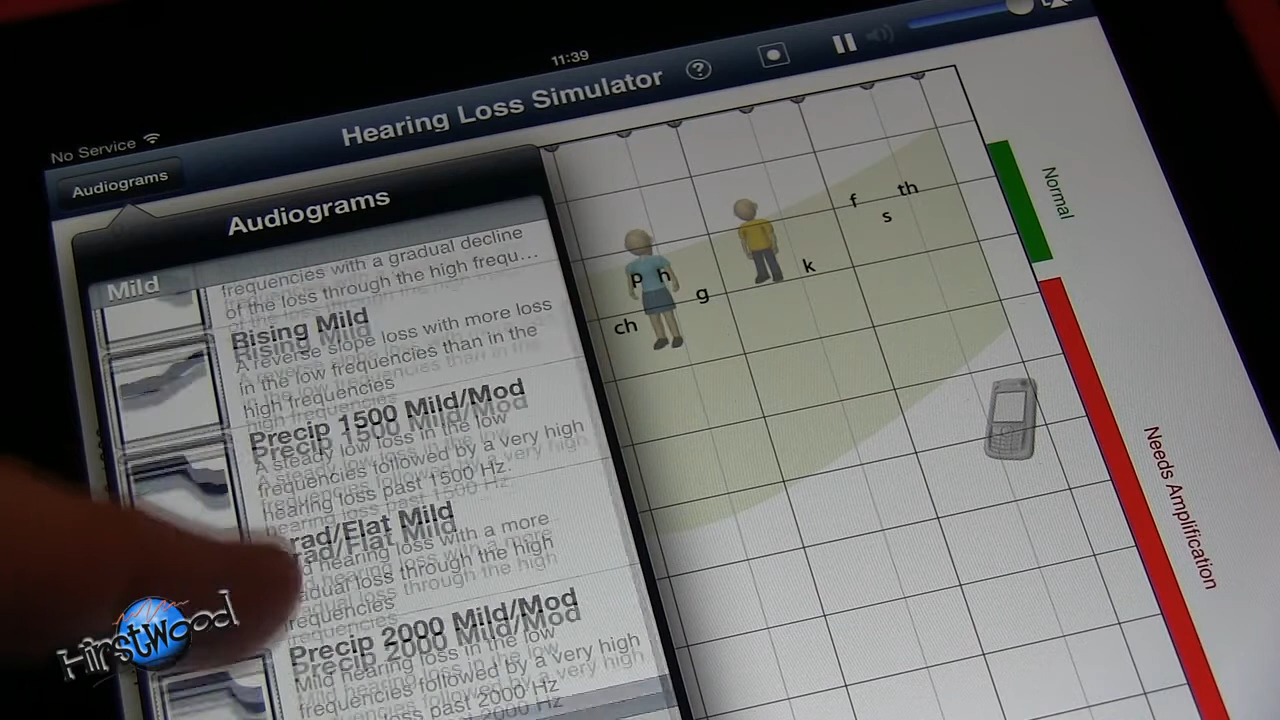 11:39
No Service
Hearing Loss Simulator
?
Audiograms
Audiograms
frequencies with a gradual decline
of the loss through the high frequ...
Mild
Rising Mild
A reverse slope loss with more loss
in the low frequencies than in the
high frequencies
Precip 1500 Mild/Mod
A steady low loss in the low
frequencies followed by a very high
hearing loss past 1500 Hz.
rad/Flat Mild
hearing loss with a more
gradual loss through the high
frequencies
Precip 2000 Mild/Mod
Mild hearing loss in the low
frequencies followed by a very high
loss past 2000 Hz
p
h
ch
g
k
f
th
s
Normal
Needs Amplification
Hirstwood